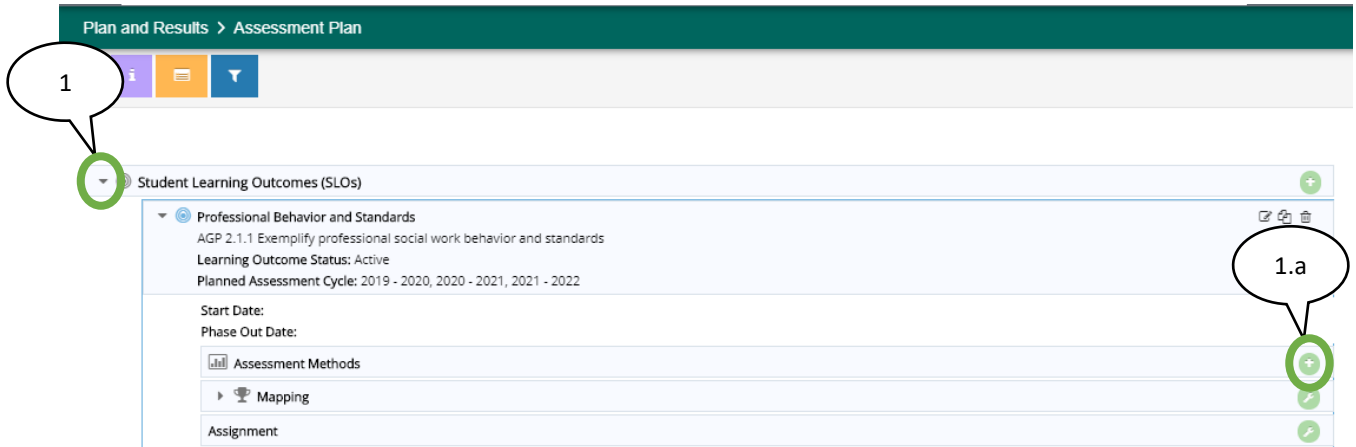 Plan and Results > Assessment Plan
1
i
Student Learning Outcomes (SLOs)
Professional Behavior and Standards
AGP 2.1.1 Exemplify professional social work behavior and standards
Learning Outcome Status: Active
1.a
Planned Assessment Cycle: 2019 - 2020, 2020 - 2021, 2021 - 2022
Start Date:
Phase Out Date:
Assessment Methods
Mapping
Assignment